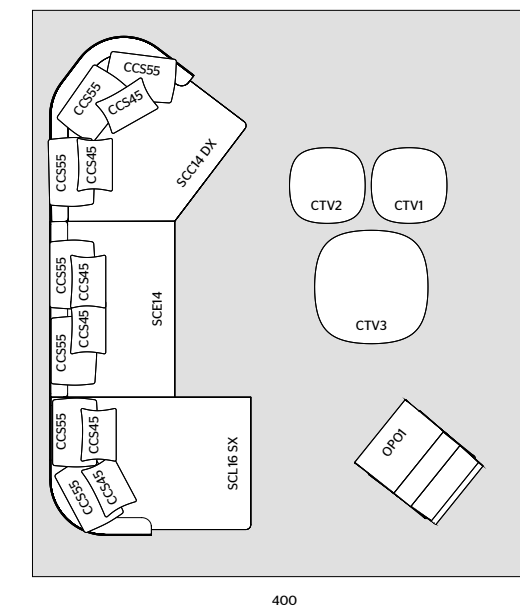 CCS55
CCS55
CCS45
CCS55
CCS45
SCC14 DX
CTV2
CTV1
CCS55
CCS45
SCE14
CTV3
CCS55
CCS45
CCS55
CCS45
SCL16 SX
OPO1
CCS55
CCS45
400